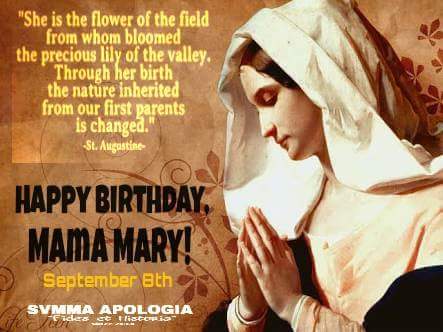 "She is the flower of the field
from whom bloomed
the precious lily of the valley.
Through her birth
the nature inherited
from our first parents
is changed."
-St. Augustine-
HAPPY BIRTHDAY,
MAMA MARY!
September 8th
SVMMA APOLOGIA
"Fides et Historia"